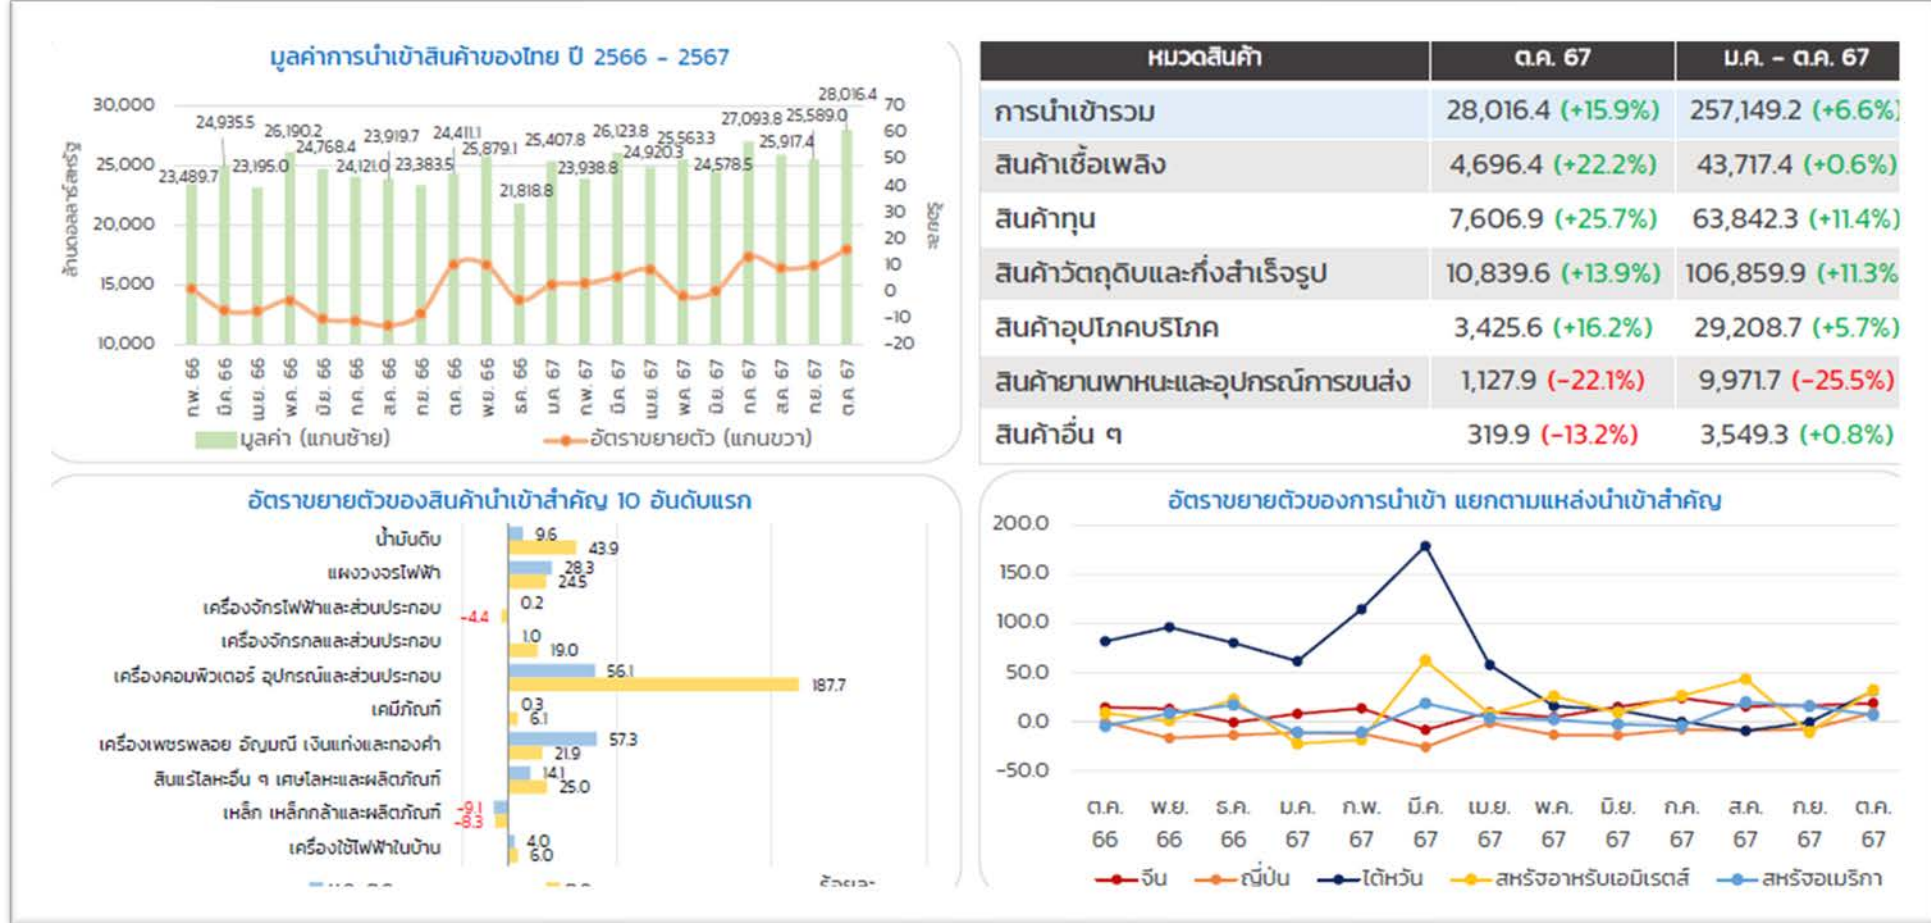 มูลค่าการนำเข้าสินค้าของไทย ปี 2566 - 2567
ล้านดอลลาร์สหรัฐ
ร้อยละ
30,000
25,000
20,000
15,000
10,000
70
60
50
40
30
20
10
0
-10
-20
23,489.7
24,935.5
23,195.0
26,190.2
24,768.4
24,121.0
23,919.7
23,383.5
24,411.1
25,879.1
21,818.8
25,407.8
23,938.8
26,123.8
24,920.3
25,563.3
24,578.5
27,093.8
25,917.4
25,589.0
28,016.4
ก.พ. 66
มี.ค. 66
เม.ย. 66
พ.ค. 66
มิ.ย. 66
ก.ค. 66
ส.ค. 66
ก.ย. 66
ต.ค. 66
พ.ย. 66
ธ.ค. 66
ม.ค. 67
ก.พ. 67
มี.ค. 67
เม.ย. 67
พ.ค. 67
มิ.ย. 67
ก.ค. 67
ส.ค. 67
ก.ย. 67
ต.ค. 67
มูลค่า (แกนซ้าย) อัตราขยายตัว (แกนขวา)
หมวดสินค้า ต.ค. 67 ม.ค. - ต.ค. 67
การนำเข้ารวม 28,016.4 (+15.9%) 257,149.2 (+6.6%)
สินค้าเชื้อเพลิง 4,696.4 (+22.2%) 43,717.4 (+0.6%)
สินค้าทุน 7,606.9 (+25.7%) 63,842.3 (+11.4%)
สินค้าวัตถุดิบและกึ่งสำเร็จรูป 10,839.6 (+13.9%) 106,859.9 (+11.3%
สินค้าอุปโภคบริโภค 3,425.6 (+16.2%) 29,208.7 (+5.7%)
สินค้ายานพาหนะและอุปกรณ์การขนส่ง 1,127.9 (-22.1%) 9,971.7 (-25.5%)
สินค้าอื่น ๆ 319.9 (-13.2%) 3,549.3 (+0.8%)
อัตราขยายตัวของสินค้านำเข้าสำคัญ 10 อันดับแรก
น้ำมันดิบ 9.6 43.9
แผงวงจรไฟฟ้า 28.3 24.5
เครื่องจักรไฟฟ้าและส่วนประกอบ 0.2 -4.4
เครื่องจักรกลและส่วนประกอบ 1.0 19.0
เครื่องคอมพิวเตอร์ อุปกรณ์และส่วนประกอบ 56.1 187.7
เคมีภัณฑ์ 0.3 6.1
เครื่องเพชรพลอย อัญมณี เงินแท่งและทองคำ 57.3 21.9
สินแร่โลหะอื่น ๆ เศษโลหะและผลิตภัณฑ์ 14.1 25.0
เหล็ก เหล็กกล้าและผลิตภัณฑ์ -9.1 -8.3
เครื่องใช้ไฟฟ้าในบ้าน 4.0 6.0
ร้อยละ
อัตราขยายตัวของการนำเข้า แยกตามแหล่งนำเข้าสำคัญ
200.0
150.0
100.0
50.0
0.0
-50.0
ต.ค. พ.ย. ธ.ค. ม.ค. ก.พ. มี.ค. เม.ย. พ.ค. มิ.ย. ก.ค. ส.ค. ก.ย. ต.ค.
66 66 66 67 67 67 67 67 67 67 67 67 67
จีน ญี่ปุ่น ไต้หวัน สหรัฐอาหรับเอมิเรตส์ สหรัฐอเมริกา